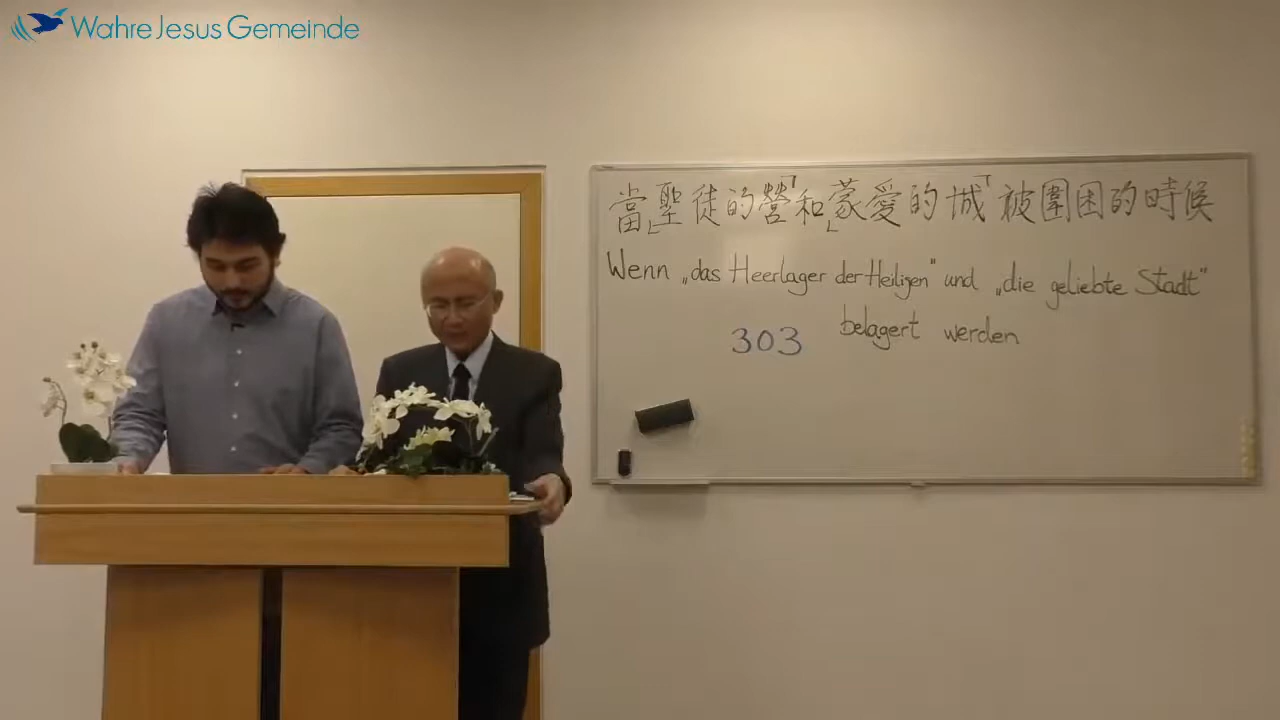 Wahre Jesus Gemeinde
當「聖徒的營」和「蒙愛的城」被圍困的時候
Wenn „das Heerlager der Heiligen" und „die geliebte Stadt"
belagert werden
303